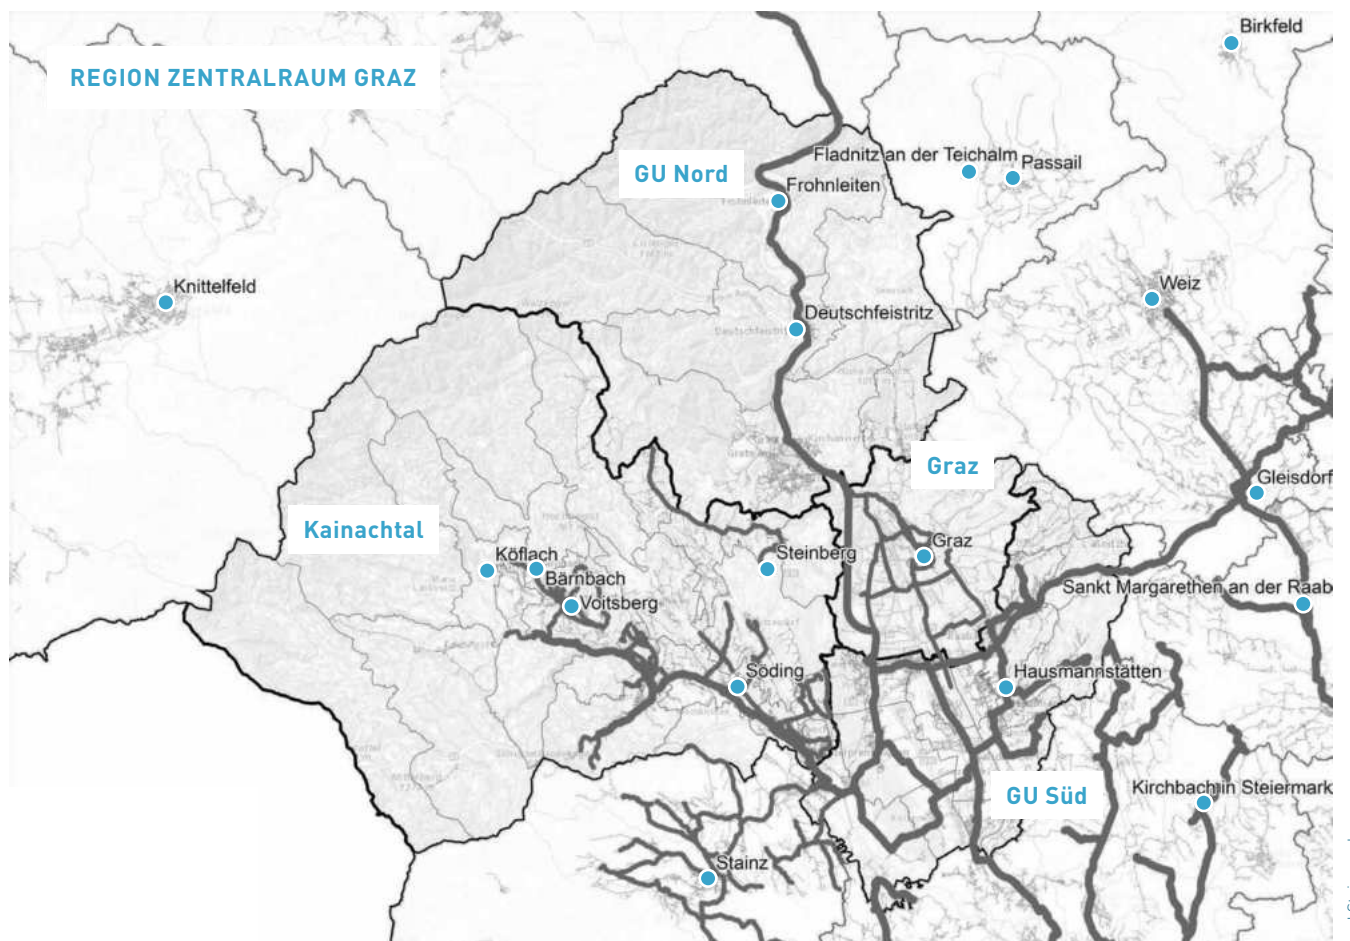 Birkfeld
REGION ZENTRALRAUM GRAZ
Fladnitz an der Teichalm
Passail
GU Nord
Frohnleiten
Knittelfeld
Weiz
Deutschfeistritz
Graz
Gleisdorf
Kainachtal
Graz
Köflach
Steinberg
Bärnbach
Sankt Margarethen an der Raab
Voitsberg
Söding
Hausmannstätten
GU Süd
Kirchbach in Steiermark
Stainz